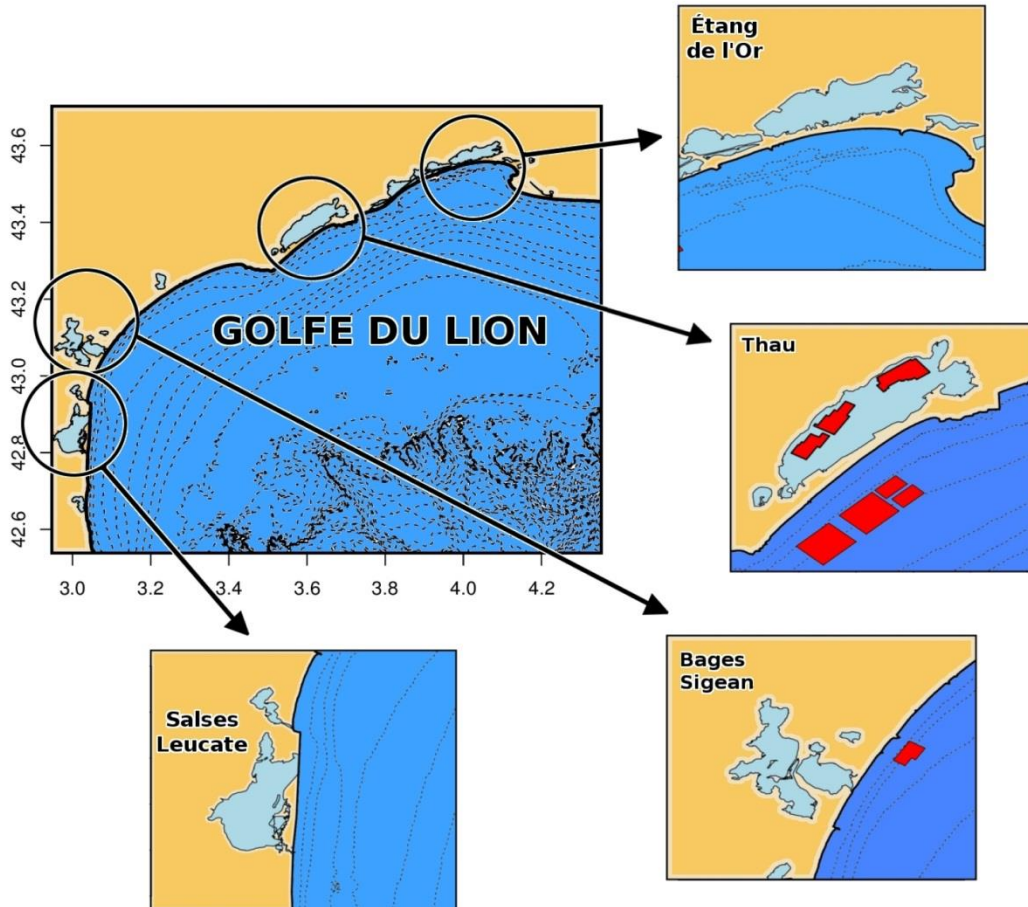 Étang
de l'Or
43.6
43.4
43.2
43.0
42.8
42.6
GOLFE DU LION
Thau
3.0 3.2 3.4 3.6 3.8 4.0 4.2
Salses
Leucate
Bages
Sigean